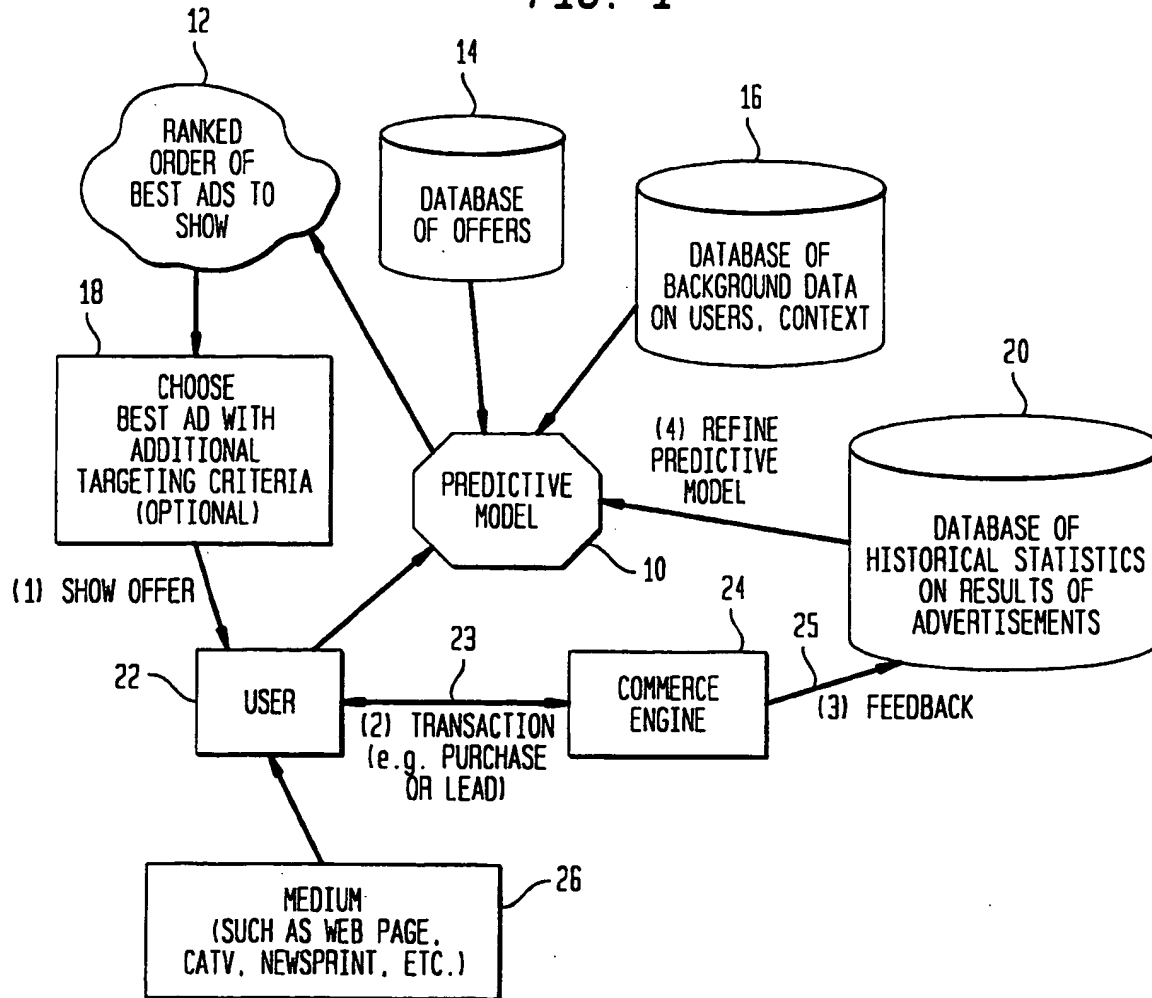 FIG. 1
12
RANKED
ORDER OF
BEST ADS TO
SHOW
14
DATABASE
OF OFFERS
16
DATABASE OF
BACKGROUND DATA
ON USERS, CONTEXT
18
CHOOSE
BEST AD WITH
ADDITIONAL
TARGETING CRITERIA
(OPTIONAL)
PREDICTIVE
MODEL
10
(4) REFINE
PREDICTIVE
MODEL
20
DATABASE OF
HISTORICAL STATISTICS
ON RESULTS OF
ADVERTISEMENTS
(1) SHOW OFFER
22
USER
23
(2) TRANSACTION
(e.g. PURCHASE
OR LEAD)
24
COMMERCE
ENGINE
25
(3) FEEDBACK
MEDIUM
(SUCH AS WEB PAGE,
CATV, NEWSPRINT, ETC.)
26